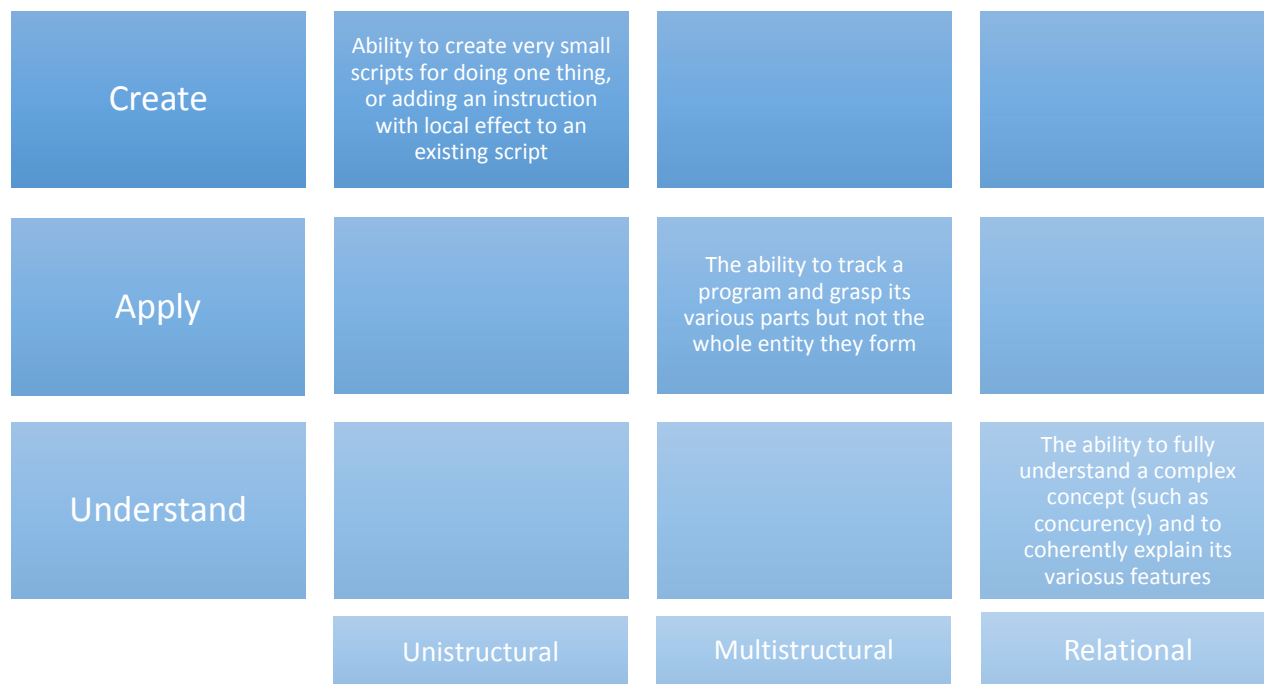 Create
Ability to create very small
scripts for doing one thing,
or adding an instruction
with local effect to an
existing script
Apply
The ability to track a
program and grasp its
various parts but not the
whole entity they form
Understand
The ability to fully
understand a complex
concept (such as
concurency) and to
coherently explain its
variosus features
Unistructural
Multistructural
Relational